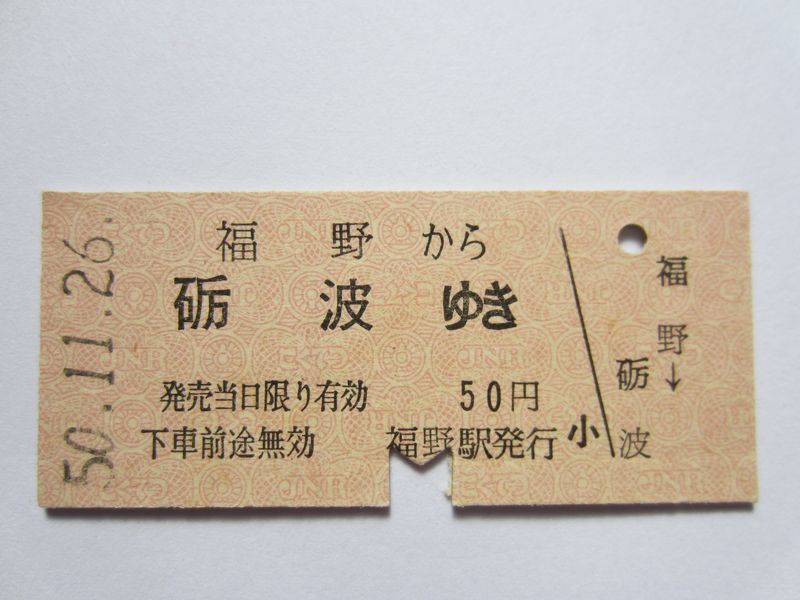 50.11.26.
福野から
砺波ゆき
発売当日限り有効 50円
下車前途無効 福野駅発行
小
福野→砺波